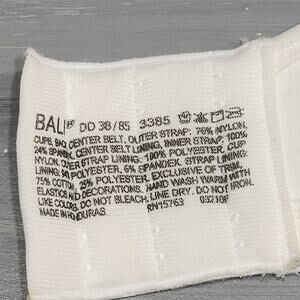 BALI® DD 38/85 3385
CUPS, BAC CENTER BELT, OUTER STRAP: 76% NYLON,
24% SPANDEX. CENTER BELT LINING, INNER STRAP: 100%
NYLON. OUTER STRAP LINING: 100% POLYESTER. CUP
LINING: POLYESTER, 6% SPANDEX. STRAP LINING:
75% COTTON, 25% POLYESTER. EXCLUSIVE OF TRIM,
ELASTICS AND DECORATIONS. HAND WASH WARM WITH
LIKE COLORS. DO NOT BLEACH. LINE DRY. DO NOT IRON.
MADE IN HONDURAS RN15763